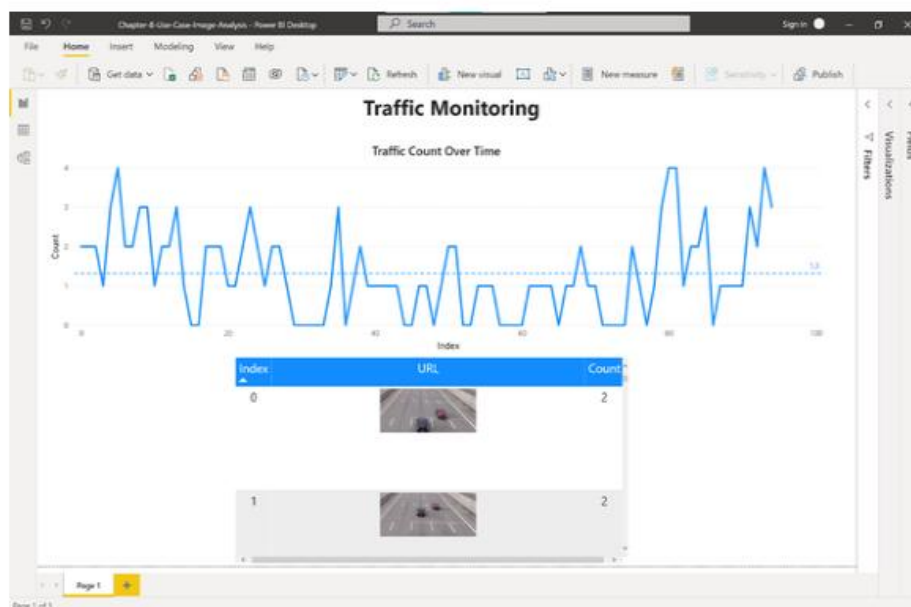 Chapter-8-Use-Case-Image-Analysis - Power BI Desktop
Search
Sign in
File Home Insert Modeling View Help
Get data Refresh New visual New measure Sensitivity Publish
Traffic Monitoring
Traffic Count Over Time
4
3
2
1
0
Count
0 20 40 60 80 100
Index
Index URL Count
0 2
1 2
Filters
Visualizations
Fields
Page 1